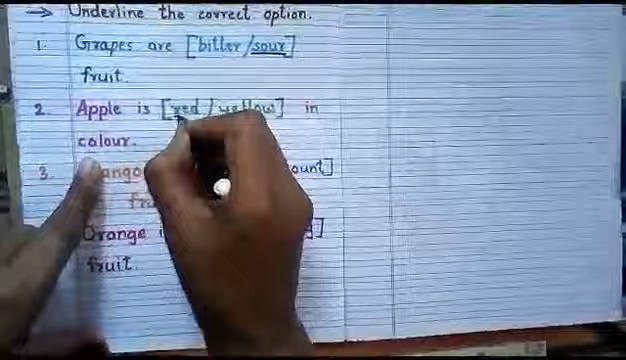 → Underline the correct option.
1. Grapes are [bitter/sour]
fruit.
2. Apple is [red/yellow] in
colour.
3. Mango
Orange
fruit.